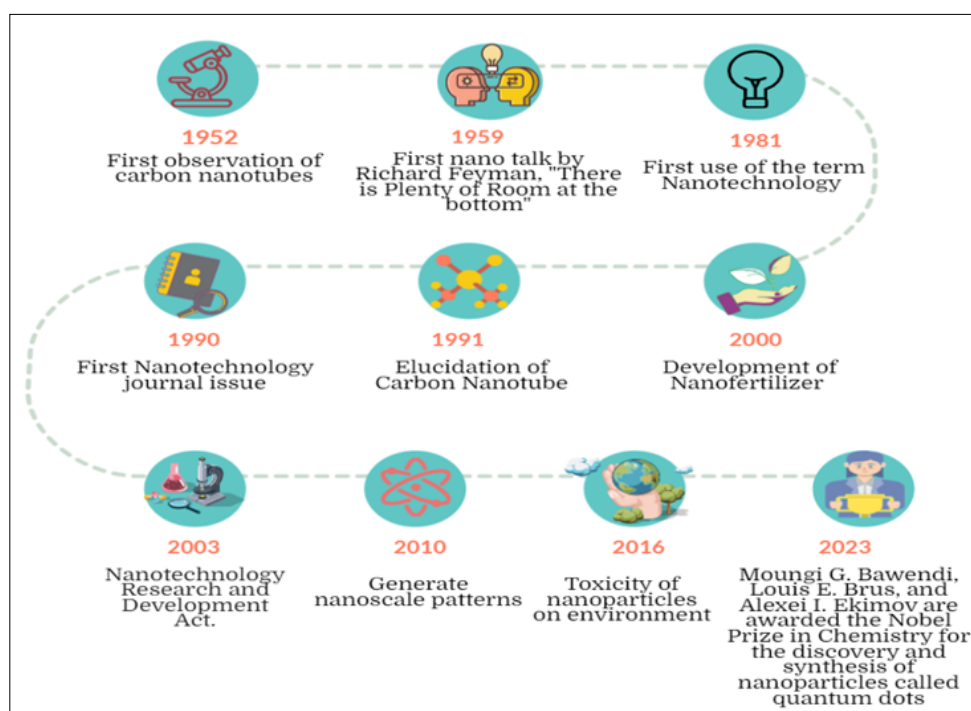 1952
First observation of
carbon nanotubes
1959
First nano talk by
Richard Feyman, "There
is Plenty of Room at the
bottom"
1981
First use of the term
Nanotechnology
1990
First Nanotechnology
journal issue
1991
Elucidation of
Carbon Nanotube
2000
Development of
Nanofertilizer
2003
Nanotechnology
Research and
Development
Act.
2010
Generate
nanoscale patterns
2016
Toxicity of
nanoparticles
on environment
2023
Moungi G. Bawendi,
Louis E. Brus, and
Alexei I. Ekimov are
awarded the Nobel
Prize in Chemistry for
the discovery and
synthesis of
nanoparticles called
quantum dots